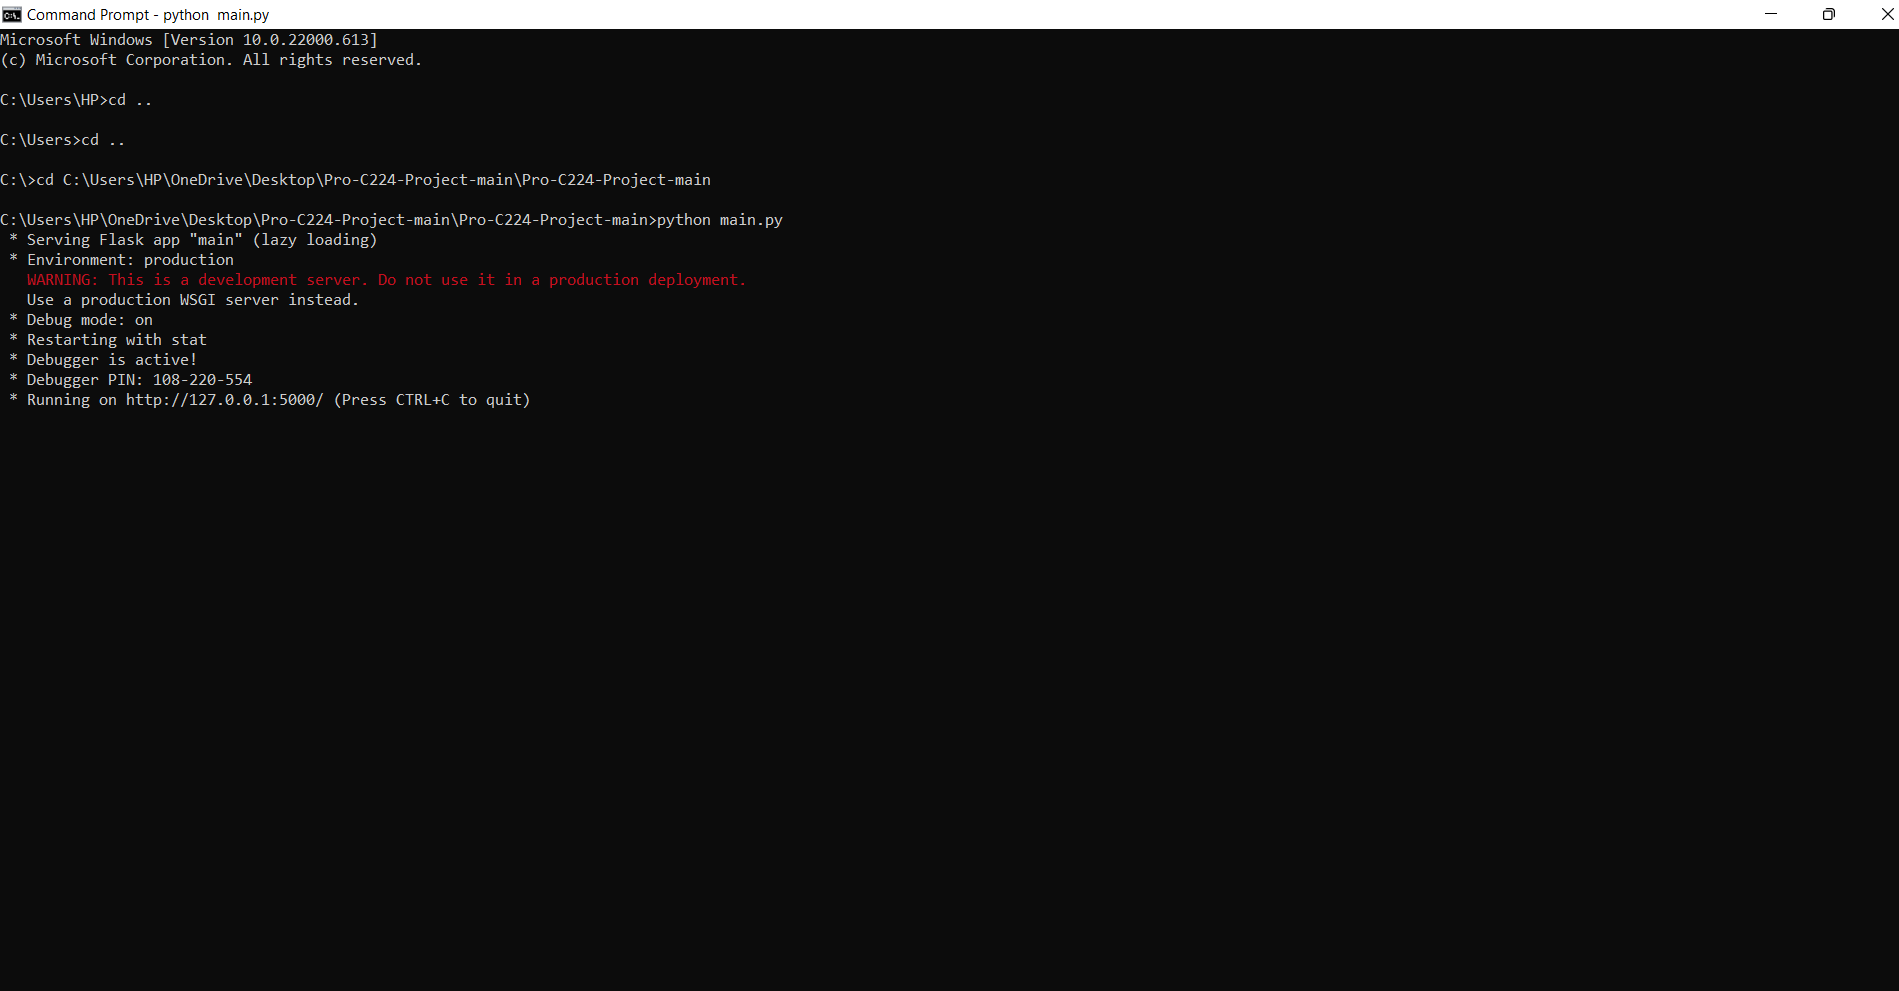 Command Prompt - python  main.py
Microsoft Windows [Version 10.0.22000.613]
(c) Microsoft Corporation. All rights reserved.
C:\Users\HP>cd ..
C:\Users>cd ..
C:\>cd C:\Users\HP\OneDrive\Desktop\Pro-C224-Project-main\Pro-C224-Project-main
C:\Users\HP\OneDrive\Desktop\Pro-C224-Project-main\Pro-C224-Project-main>python main.py
 * Serving Flask app "main" (lazy loading)
 * Environment: production
   WARNING: This is a development server. Do not use it in a production deployment.
   Use a production WSGI server instead.
 * Debug mode: on
 * Restarting with stat
 * Debugger is active!
 * Debugger PIN: 108-220-554
 * Running on http://127.0.0.1:5000/ (Press CTRL+C to quit)